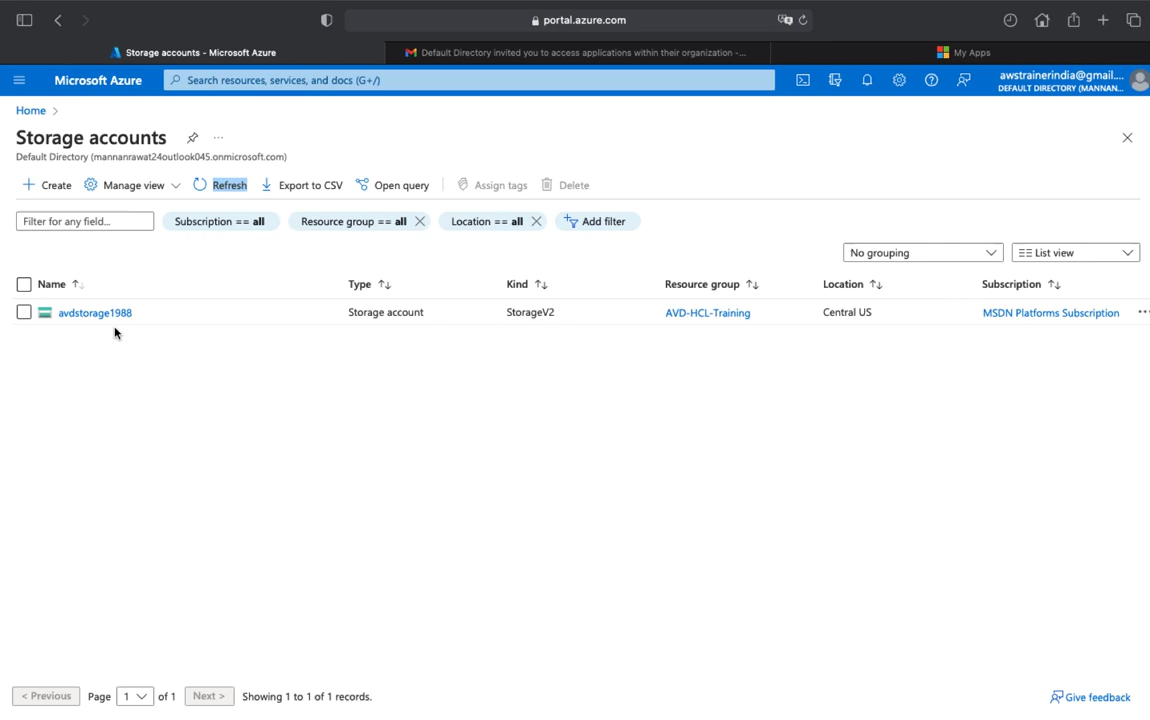 portal.azure.com
Storage accounts - Microsoft Azure
Default Directory invited you to access applications within their organization -...
My Apps
Microsoft Azure
Search resources, services, and docs (G+/)
awstrainerindia@gmail....
DEFAULT DIRECTORY (MANNAN...
Home >
Storage accounts
Default Directory (mannanrawat24outlook045.onmicrosoft.com)
+ Create
Manage view
Refresh
Export to CSV
Open query
Assign tags
Delete
Filter for any field...
Subscription == all
Resource group == all
Location == all
Add filter
No grouping
List view
Name
Type
Kind
Resource group
Location
Subscription
avdstorage1988
Storage account
StorageV2
AVD-HCL-Training
Central US
MSDN Platforms Subscription
< Previous
Page
1
of 1
Next >
Showing 1 to 1 of 1 records.
Give feedback